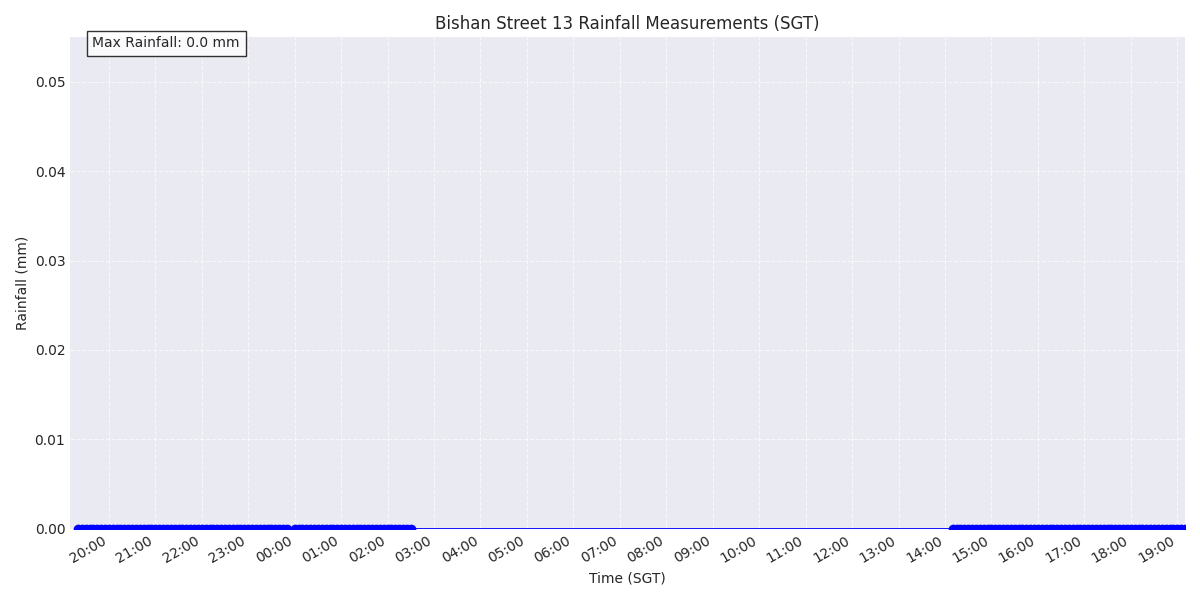 Bishan Street 13 Rainfall Measurements (SGT)
Max Rainfall: 0.0 mm
0.05
0.04
0.03
0.02
0.01
0.00
Rainfall (mm)
20:00 21:00 22:00 23:00 00:00 01:00 02:00 03:00 04:00 05:00 06:00 07:00 08:00 09:00 10:00 11:00 12:00 13:00 14:00 15:00 16:00 17:00 18:00 19:00
Time (SGT)